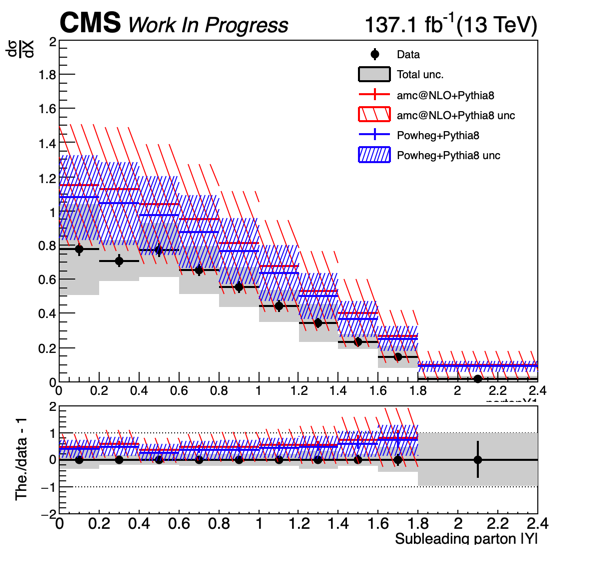 CMS Work In Progress 137.1 fb-1(13 TeV)
dσ
dX
Data
Total unc.
amc@NLO+Pythia8
amc@NLO+Pythia8 unc
Powheg+Pythia8
Powheg+Pythia8 unc
2
1.8
1.6
1.4
1.2
1
0.8
0.6
0.4
0.2
0
0 0.2 0.4 0.6 0.8 1 1.2 1.4 1.6 1.8 2 2.2 2.4
The./data - 1
2
1
0
−1
−2
0 0.2 0.4 0.6 0.8 1 1.2 1.4 1.6 1.8 2 2.2 2.4
Subleading parton |Y|